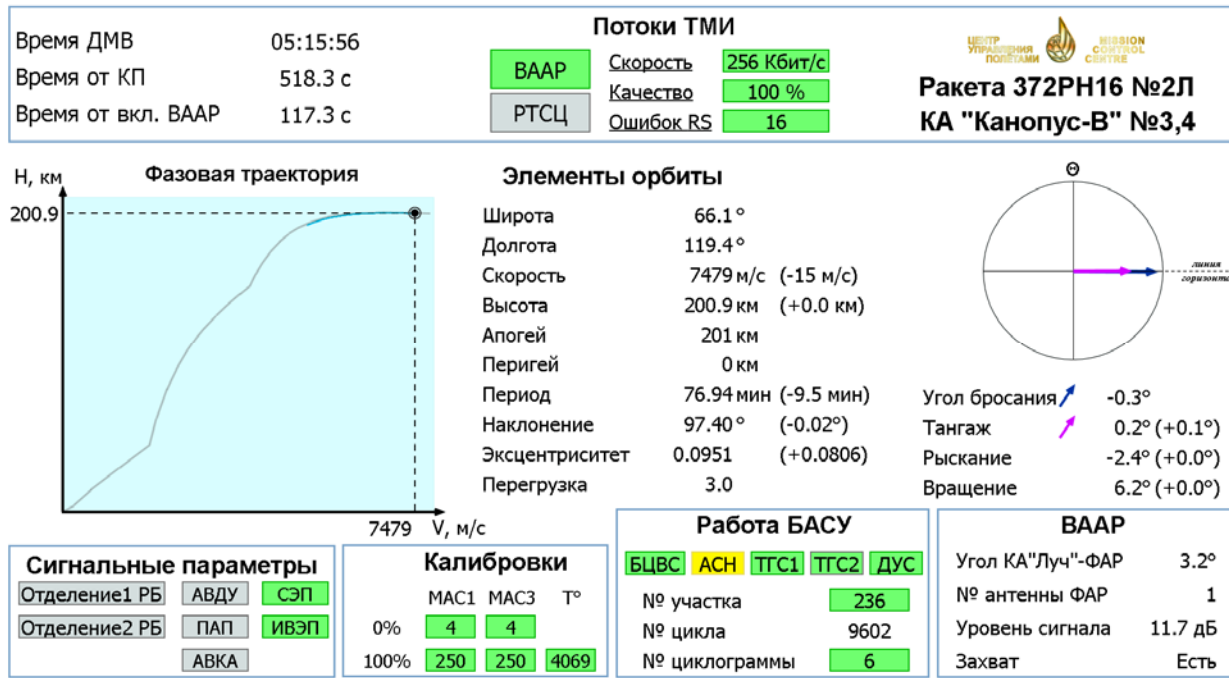 Время ДМВ 05:15:56
Время от КП 518.3 с
Время от вкл. ВААР 117.3 с
Потоки ТМИ
ВААР
РТСЦ
Скорость 256 Кбит/с
Качество 100 %
Ошибок RS 16
ЦЕНТР УПРАВЛЕНИЯ ПОЛЁТАМИ
MISSION CONTROL CENTRE
Ракета 372РН16 №2Л
КА "Канопус-В" №3,4
Н, км
Фазовая траектория
200.9
7479 V, м/с
Элементы орбиты
Широта 66.1 °
Долгота 119.4 °
Скорость 7479 м/с (-15 м/с)
Высота 200.9 км (+0.0 км)
Апогей 201 км
Перигей 0 км
Период 76.94 мин (-9.5 мин)
Наклонение 97.40 ° (-0.02°)
Эксцентриситет 0.0951 (+0.0806)
Перегрузка 3.0
Θ
линия
горизонта
Угол бросания -0.3°
Тангаж 0.2° (+0.1°)
Рыскание -2.4° (+0.0°)
Вращение 6.2° (+0.0°)
Сигнальные параметры
Отделение1 РБ АВДУ СЭП
Отделение2 РБ ПАП ИВЭП
АВКА
Калибровки
МАС1 МАС3 Т°
0% 4 4
100% 250 250 4069
Работа БАСУ
БЦВС АСН ТГС1 ТГС2 ДУС
№ участка 236
№ цикла 9602
№ циклограммы 6
ВААР
Угол КА"Луч"-ФАР 3.2°
№ антенны ФАР 1
Уровень сигнала 11.7 дБ
Захват Есть